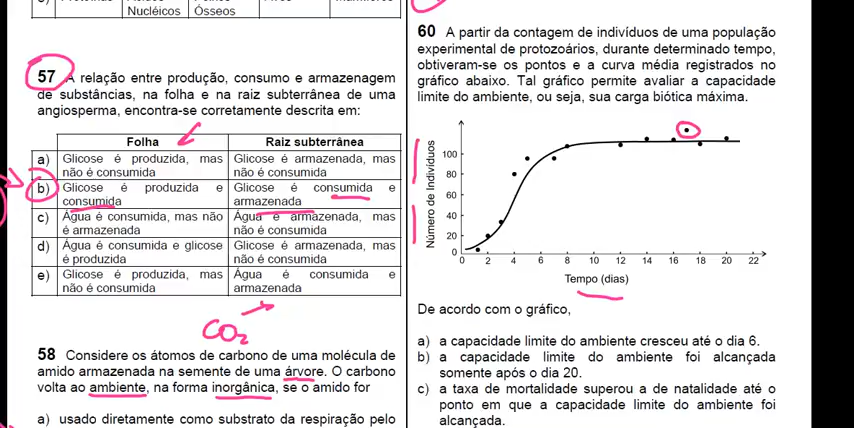 Nucléicos Ósseos
57 A relação entre produção, consumo e armazenagem
de substâncias, na folha e na raiz subterrânea de uma
angiosperma, encontra-se corretamente descrita em:
Folha Raiz subterrânea
a) Glicose é produzida, mas Glicose é armazenada, mas
não é consumida não é consumida
b) Glicose é produzida e Glicose é consumida e
consumida armazenada
c) Água é consumida, mas não Água é armazenada, mas
é armazenada não é consumida
d) Água é consumida e glicose Glicose é armazenada, mas
é produzida não é consumida
e) Glicose é produzida, mas Água é consumida e
não é consumida armazenada
CO2
58 Considere os átomos de carbono de uma molécula de
amido armazenada na semente de uma árvore. O carbono
volta ao ambiente, na forma inorgânica, se o amido for
a) usado diretamente como substrato da respiração pelo
60 A partir da contagem de indivíduos de uma população
experimental de protozoários, durante determinado tempo,
obtiveram-se os pontos e a curva média registrados no
gráfico abaixo. Tal gráfico permite avaliar a capacidade
limite do ambiente, ou seja, sua carga biótica máxima.
Número de Indivíduos
100
80
60
40
20
0
0 2 4 6 8 10 12 14 16 18 20 22
Tempo (dias)
De acordo com o gráfico,
a) a capacidade limite do ambiente cresceu até o dia 6.
b) a capacidade limite do ambiente foi alcançada
somente após o dia 20.
c) a taxa de mortalidade superou a de natalidade até o
ponto em que a capacidade limite do ambiente foi
alcançada.